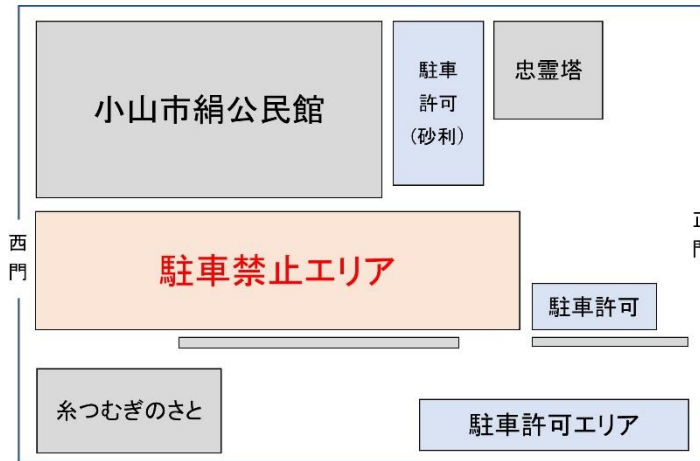 小山市絹公民館
駐車
許可
(砂利)
忠霊塔
西
門
正
門
駐車禁止エリア
駐車許可
糸つむぎのさと
駐車許可エリア